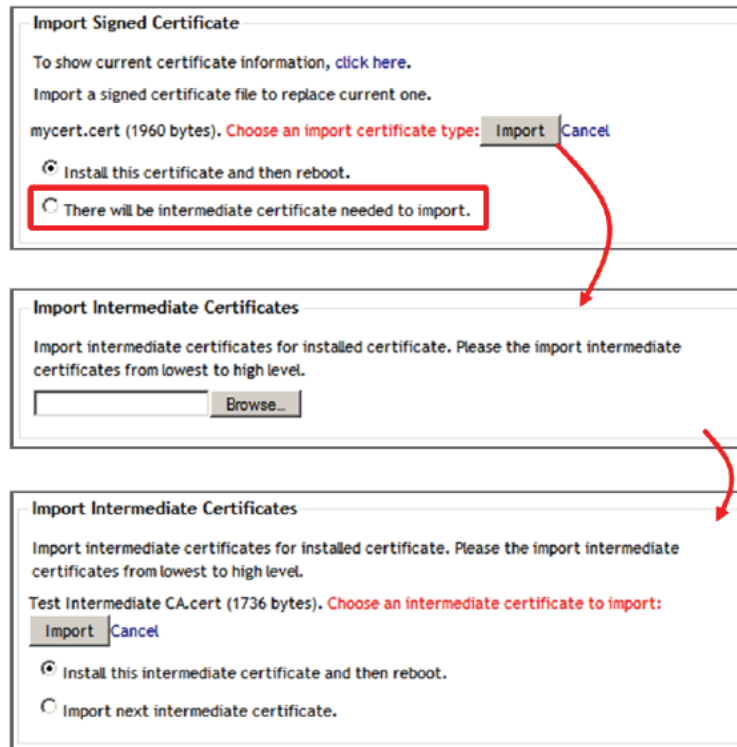 Import Signed Certificate
To show current certificate information, click here.
Import a signed certificate file to replace current one.
mycert.cert (1960 bytes). Choose an import certificate type: Import Cancel
Install this certificate and then reboot.
There will be intermediate certificate needed to import.
Import Intermediate Certificates
Import intermediate certificates for installed certificate. Please the import intermediate
certificates from lowest to high level.
Browse...
Import Intermediate Certificates
Import intermediate certificates for installed certificate. Please the import intermediate
certificates from lowest to high level.
Test Intermediate CA.cert (1736 bytes). Choose an intermediate certificate to import:
Import Cancel
Install this intermediate certificate and then reboot.
Import next intermediate certificate.